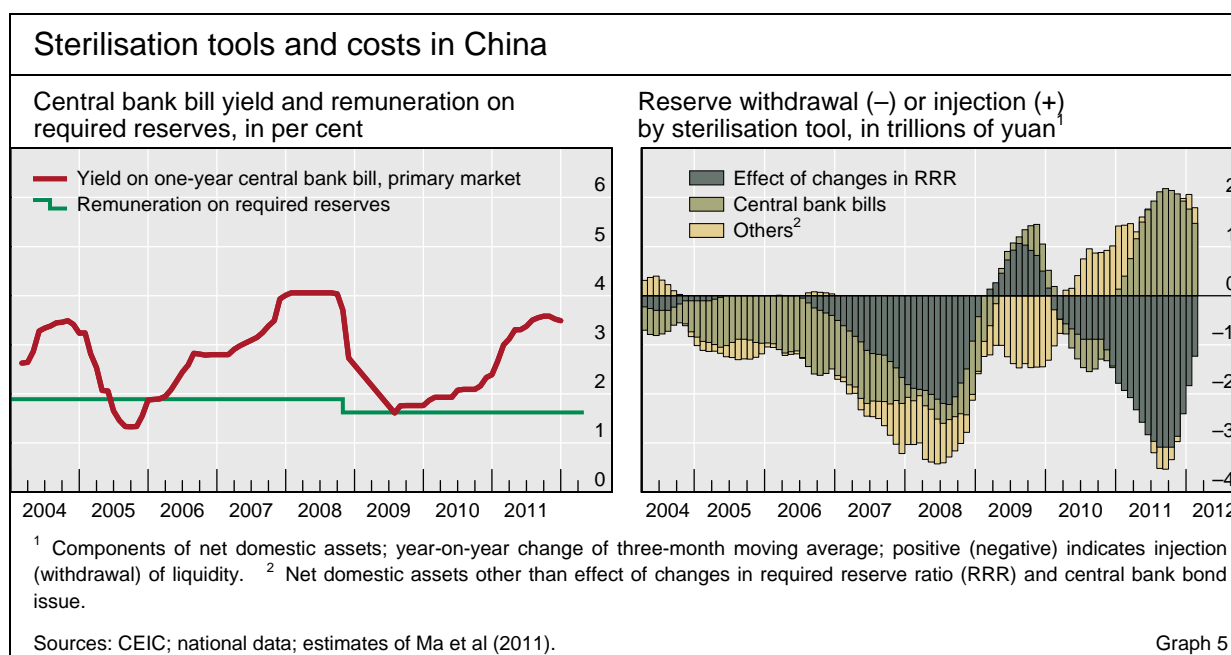 Sterilisation tools and costs in China
Central bank bill yield and remuneration on
required reserves, in per cent
Yield on one-year central bank bill, primary market
Remuneration on required reserves
6
5
4
3
2
1
0
2004 2005 2006 2007 2008 2009 2010 2011
Reserve withdrawal (–) or injection (+)
by sterilisation tool, in trillions of yuan1
Effect of changes in RRR
Central bank bills
Others2
2
1
0
–1
–2
–3
–4
2004 2005 2006 2007 2008 2009 2010 2011 2012
1 Components of net domestic assets; year-on-year change of three-month moving average; positive (negative) indicates injection
(withdrawal) of liquidity. 2 Net domestic assets other than effect of changes in required reserve ratio (RRR) and central bank bond
issue.
Sources: CEIC; national data; estimates of Ma et al (2011).
Graph 5